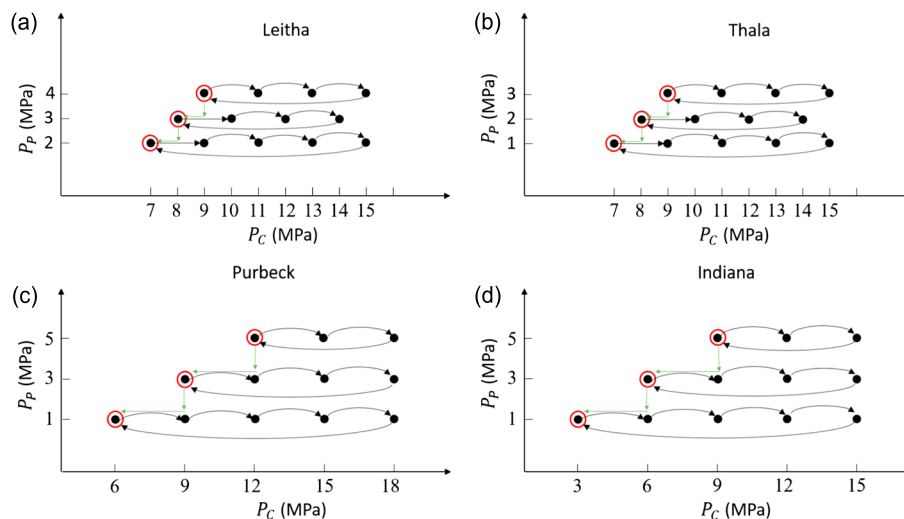 (a)
Leitha
P_P (MPa)
4
3
2
7 8 9 10 11 12 13 14 15
P_C (MPa)
(b)
Thala
P_P (MPa)
3
2
1
7 8 9 10 11 12 13 14 15
P_C (MPa)
(c)
Purbeck
P_P (MPa)
5
3
1
6 9 12 15 18
P_C (MPa)
(d)
Indiana
P_P (MPa)
5
3
1
3 6 9 12 15
P_C (MPa)